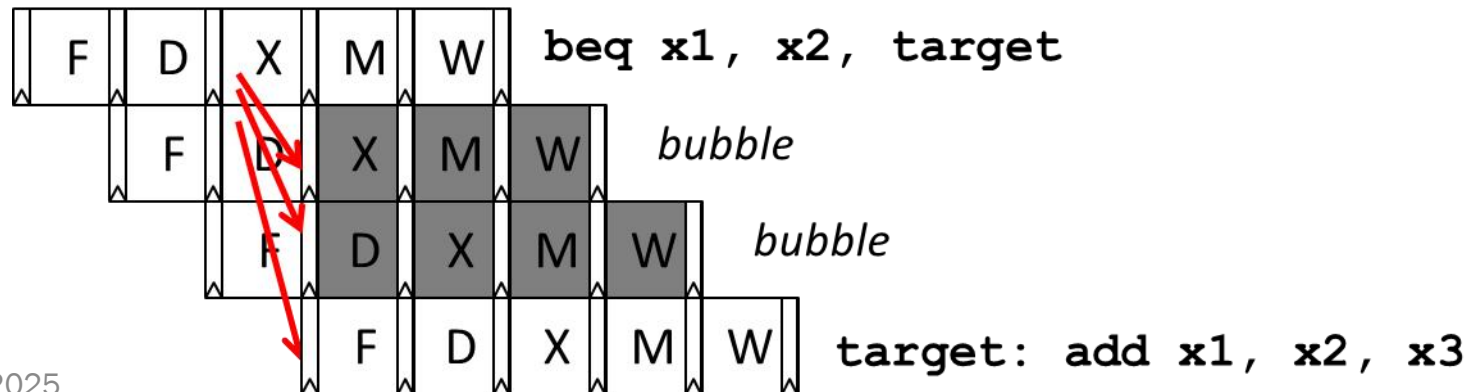 F D X M W beq x1, x2, target
F D X M W bubble
F D X M W bubble
F D X M W target: add x1, x2, x3
2025